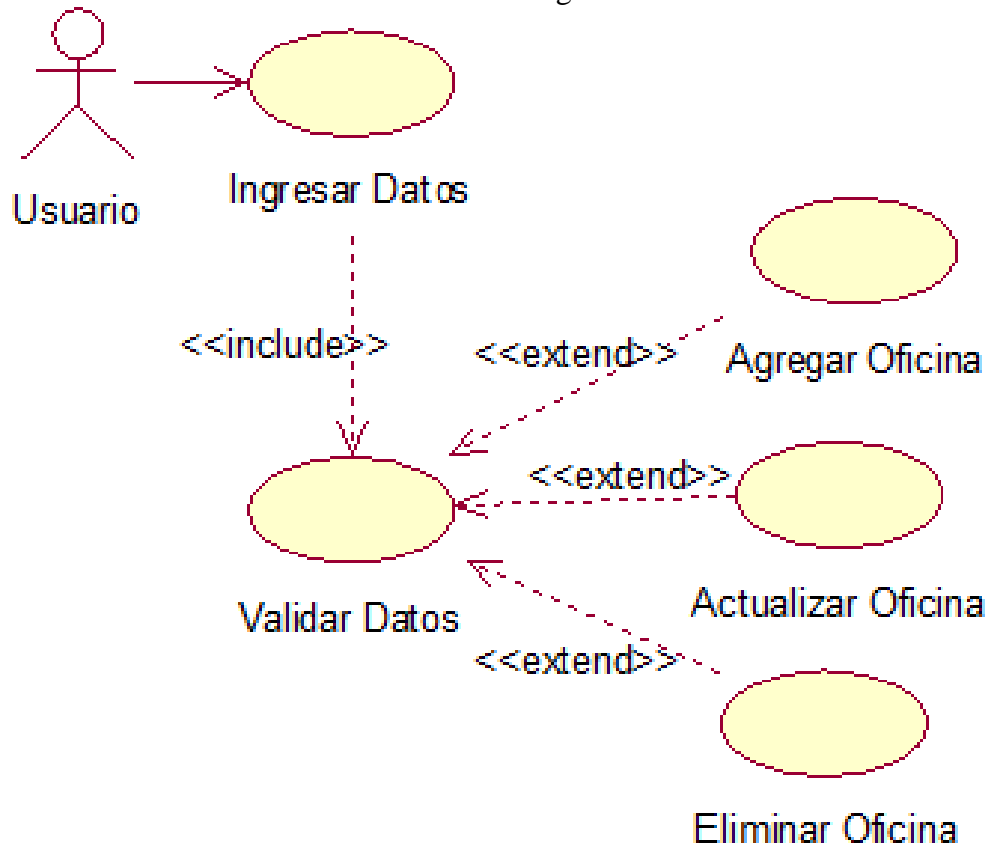 Usuario
Ingresar Datos
<<include>>
<<extend>>
Agregar Oficina
<<extend>>
Validar Datos
Actualizar Oficina
<<extend>>
Eliminar Oficina